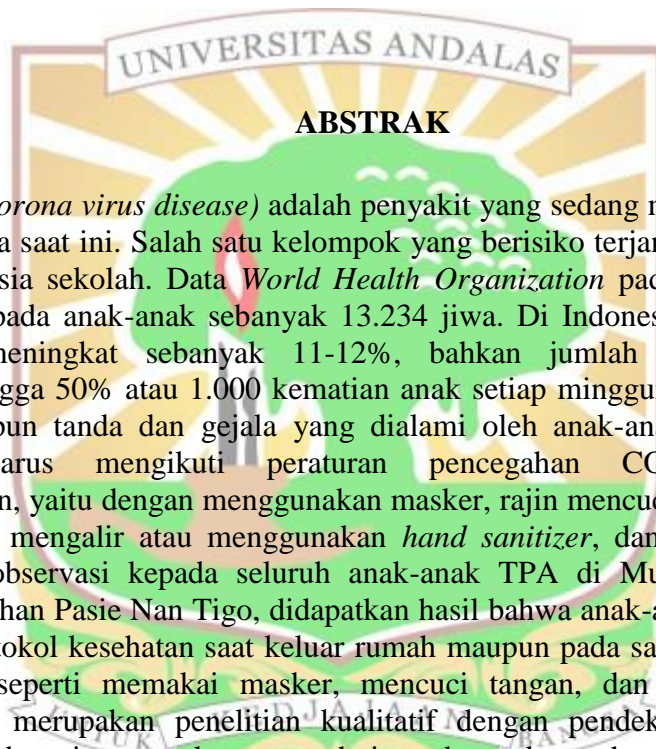 UNIVERSITAS ANDALAS
ABSTRAK
orona virus disease) adalah penyakit yang sedang
a saat ini. Salah satu kelompok yang berisiko terjan
sia sekolah. Data World Health Organization pad
pada anak-anak sebanyak 13.234 jiwa. Di Indones
meningkat sebanyak 11-12%, bahkan jumlah
gga 50% atau 1.000 kematian anak setiap minggu
pun tanda dan gejala yang dialami oleh anak-ana
arus mengikuti peraturan pencegahan CO
n, yaitu dengan menggunakan masker, rajin mencuc
mengalir atau menggunakan hand sanitizer, dan
observasi kepada seluruh anak-anak TPA di Mu
han Pasie Nan Tigo, didapatkan hasil bahwa anak-a
tokol kesehatan saat keluar rumah maupun pada sa
seperti memakai masker, mencuci tangan, dan
merupakan penelitian kualitatif dengan pendek
UNTUK BANGSA